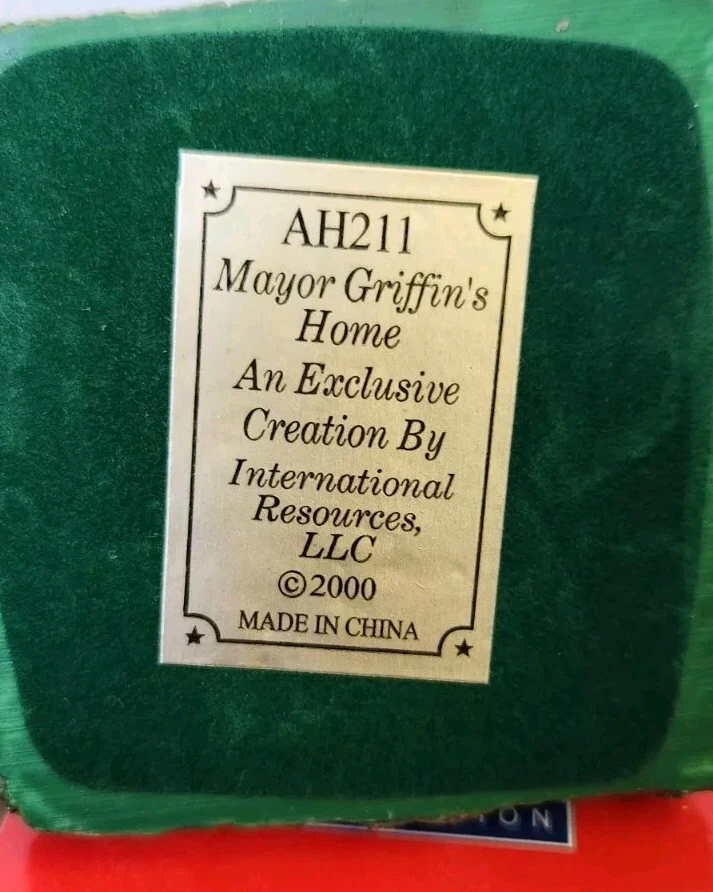 AH211
Mayor Griffin's
Home
An Exclusive
Creation By
International
Resources,
LLC
©2000
MADE IN CHINA